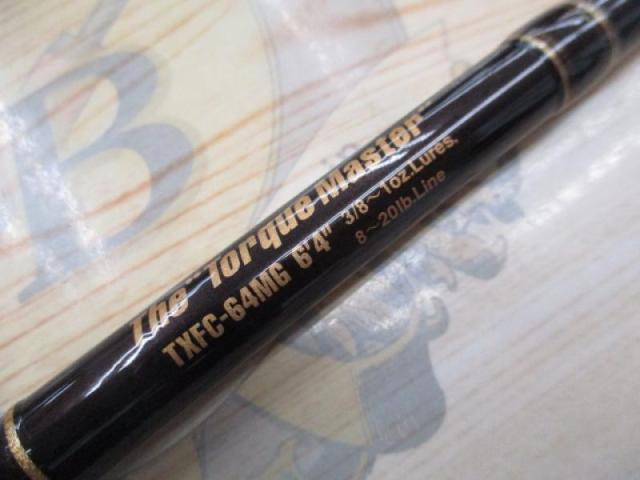 The "Torque Master"
TXFC-64MG 6'4" 3/8~1oz.Lures.
8~20lb.Line
B